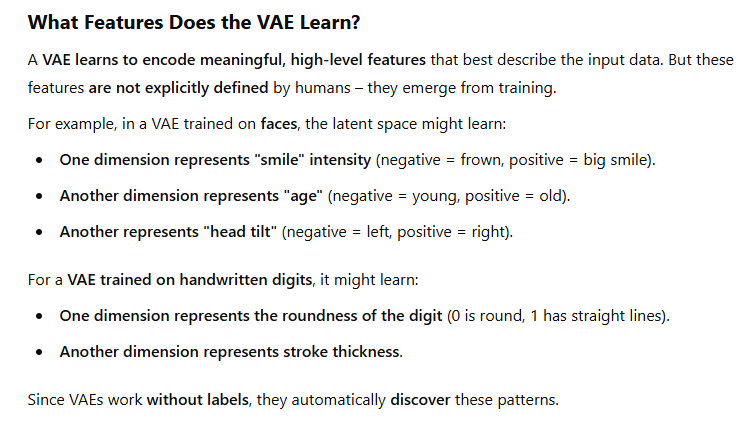 What Features Does the VAE Learn?
A VAE learns to encode meaningful, high-level features that best describe the input data. But these
features are not explicitly defined by humans – they emerge from training.
For example, in a VAE trained on faces, the latent space might learn:
• One dimension represents "smile" intensity (negative = frown, positive = big smile).
• Another dimension represents "age" (negative = young, positive = old).
• Another represents "head tilt" (negative = left, positive = right).
For a VAE trained on handwritten digits, it might learn:
• One dimension represents the roundness of the digit (0 is round, 1 has straight lines).
• Another dimension represents stroke thickness.
Since VAEs work without labels, they automatically discover these patterns.